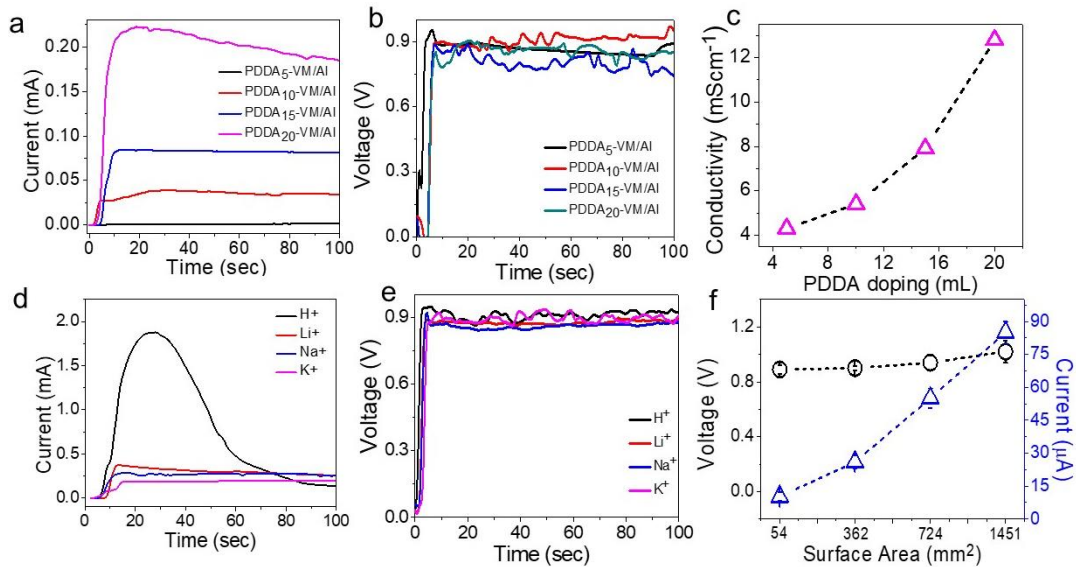 a
Current (mA)
0.20
0.15
0.10
0.05
0.00
PDDA5-VM/Al
PDDA10-VM/Al
PDDA15-VM/Al
PDDA20-VM/Al
0 20 40 60 80 100
Time (sec)
b
Voltage (V)
0.9
0.6
0.3
0.0
PDDA5-VM/Al
PDDA10-VM/Al
PDDA15-VM/Al
PDDA20-VM/Al
0 20 40 60 80 100
Time (sec)
c
Conductivity (mScm-1)
12
10
8
6
4
4 8 12 16 20
PDDA doping (mL)
d
Current (mA)
2.0
1.5
1.0
0.5
0.0
H+
Li+
Na+
K+
0 20 40 60 80 100
Time (sec)
e
Voltage (V)
0.9
0.6
0.3
0.0
H+
Li+
Na+
K+
0 20 40 60 80 100
Time (sec)
f
Voltage (V)
1.2
0.8
0.4
0.0
90
75
60
45
30
15
0
Current (μA)
54 362 724 1451
Surface Area (mm2)